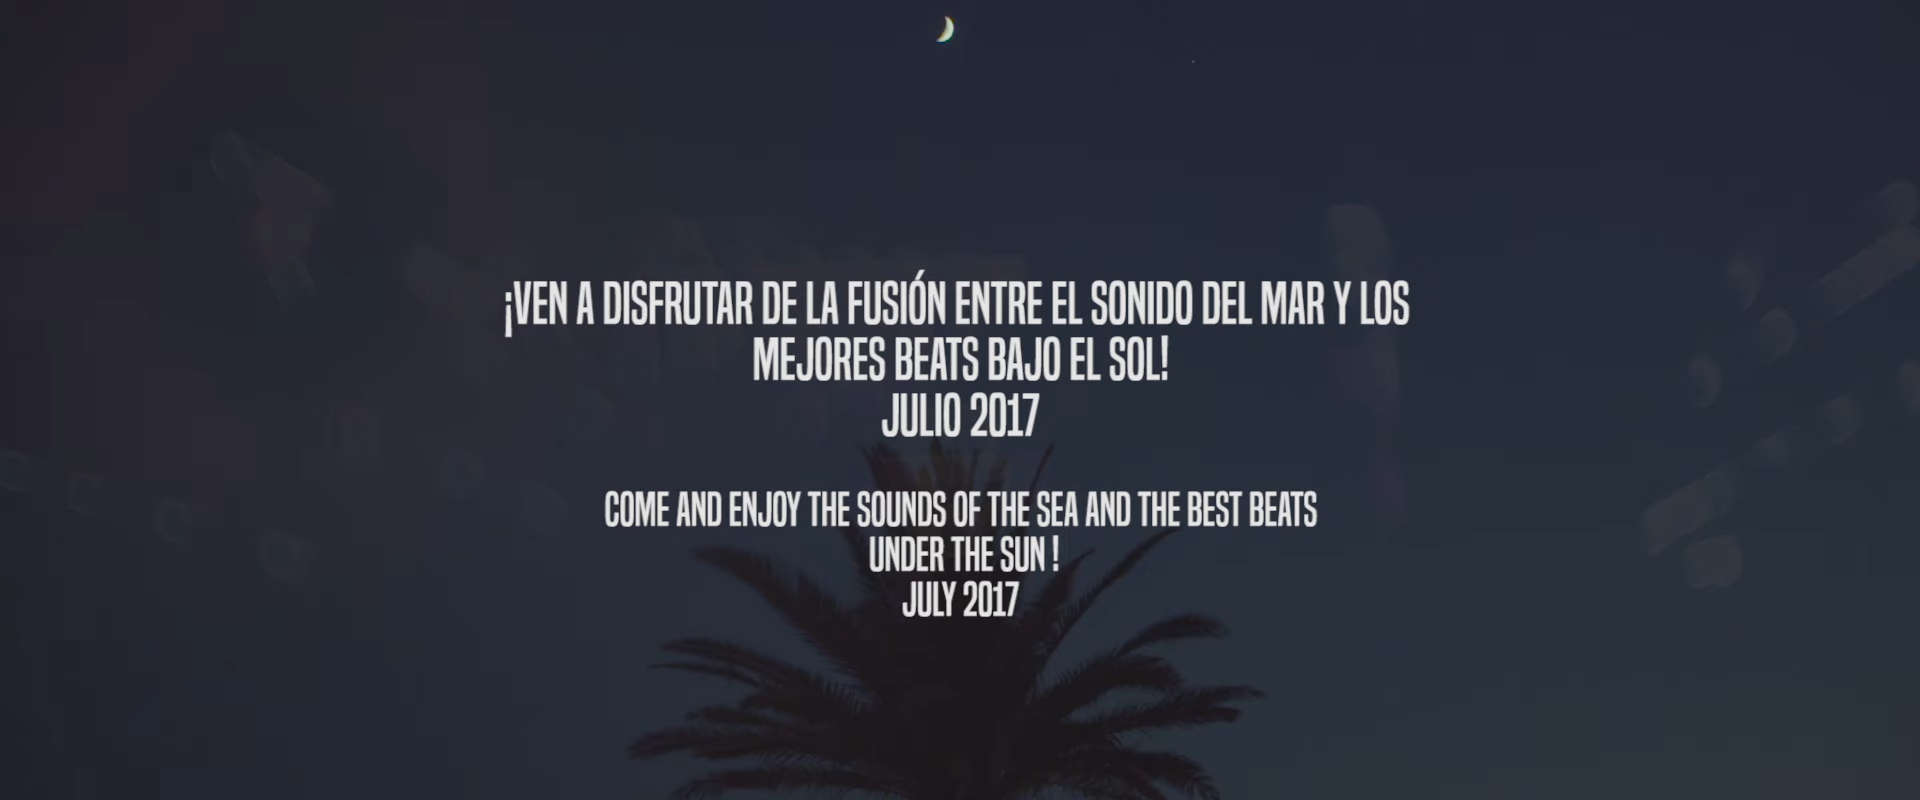 ¡VEN A DISFRUTAR DE LA FUSIÓN ENTRE EL SONIDO DEL MAR Y LOS
MEJORES BEATS BAJO EL SOL!
JULIO 2017
COME AND ENJOY THE SOUNDS OF THE SEA AND THE BEST BEATS
UNDER THE SUN !
JULY 2017